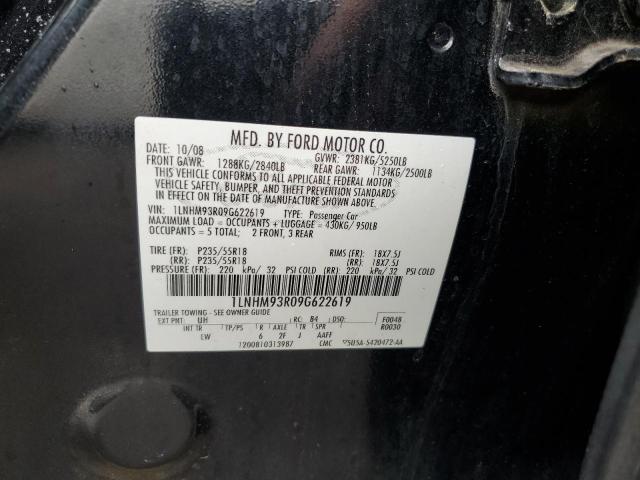 MFD. BY FORD MOTOR CO.
DATE: 10/08 GVWR: 2381KG/5250LB
FRONT GAWR: 1288KG/2840LB REAR GAWR: 1134KG/2500LB
THIS VEHICLE CONFORMS TO ALL APPLICABLE FEDERAL MOTOR
VEHICLE SAFETY, BUMPER, AND THEFT PREVENTION STANDARDS
IN EFFECT ON THE DATE OF MANUFACTURE SHOWN ABOVE.
VIN: 1LNHM93R09G622619 TYPE: Passenger Car
MAXIMUM LOAD = OCCUPANTS + LUGGAGE = 430KG/ 950LB
OCCUPANTS = 5 TOTAL; 2 FRONT, 3 REAR
TIRE (FR): P235/55R18 RIMS (FR): 18X7.5J
(RR): P235/55R18 (RR): 18X7.5J
PRESSURE (FR): 220 kPa/ 32 PSI COLD (RR): 220 kPa/ 32 PSI COLD
1LNHM93R09G622619
TRAILER TOWING - SEE OWNER GUIDE
EXT PNT: UH RC: 84 DSO: F0048
R0030
INT TR TP/PS R AXLE TR SPR
CW 6 2F J AAFF
1200810313987 CMC